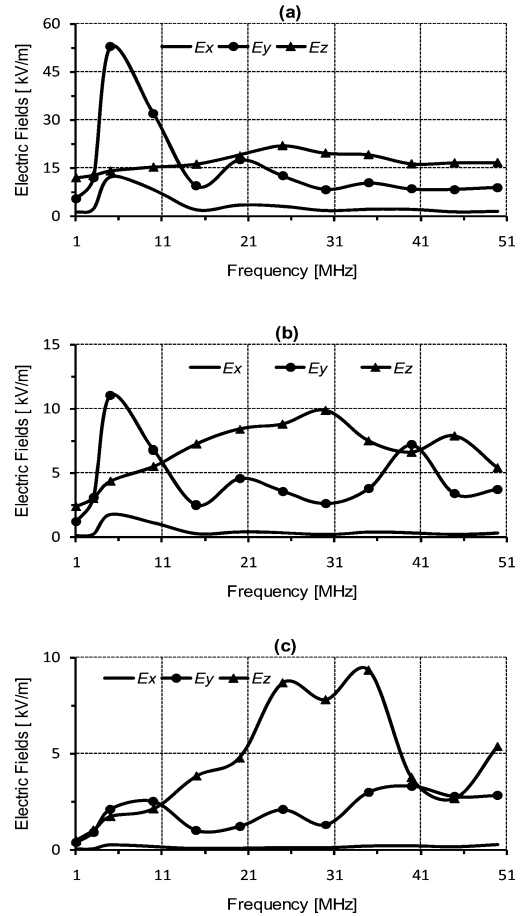 (a)
60
45
30
15
0
Electric Fields [ kV/m]
Ex Ey Ez
1 11 21 31 41 51
Frequency [MHz]
(b)
15
10
5
0
Electric Fields [ kV/m]
Ex Ey Ez
1 11 21 31 41 51
Frequency [MHz]
(c)
10
5
0
Electric Fields [ kV/m]
Ex Ey Ez
1 11 21 31 41 51
Frequency [MHz]